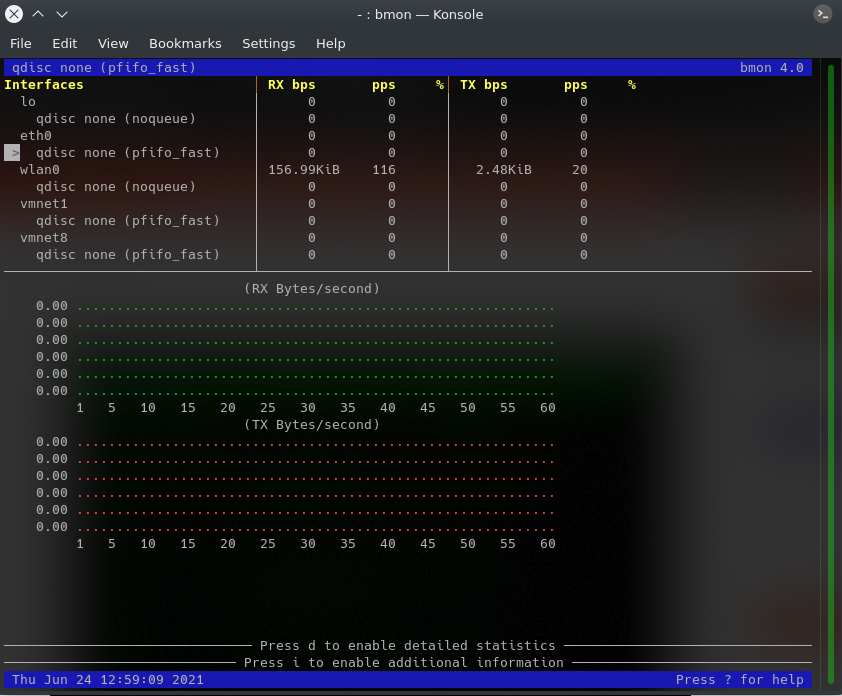 - : bmon — Konsole
File Edit View Bookmarks Settings Help
qdisc none (pfifo_fast) bmon 4.0
Interfaces RX bps pps % TX bps pps %
lo 0 0 0 0
qdisc none (noqueue) 0 0 0 0
eth0 0 0 0 0
> qdisc none (pfifo_fast) 0 0 0 0
wlan0 156.99KiB 116 2.48KiB 20
qdisc none (noqueue) 0 0 0 0
vmnet1 0 0 0 0
qdisc none (pfifo_fast) 0 0 0 0
vmnet8 0 0 0 0
qdisc none (pfifo_fast) 0 0 0 0
(RX Bytes/second)
0.00 ............................................................
0.00 ............................................................
0.00 ............................................................
0.00 ............................................................
0.00 ............................................................
0.00 ............................................................
1 5 10 15 20 25 30 35 40 45 50 55 60
(TX Bytes/second)
0.00 ............................................................
0.00 ............................................................
0.00 ............................................................
0.00 ............................................................
0.00 ............................................................
0.00 ............................................................
1 5 10 15 20 25 30 35 40 45 50 55 60
Press d to enable detailed statistics
Press i to enable additional information
Thu Jun 24 12:59:09 2021 Press ? for help